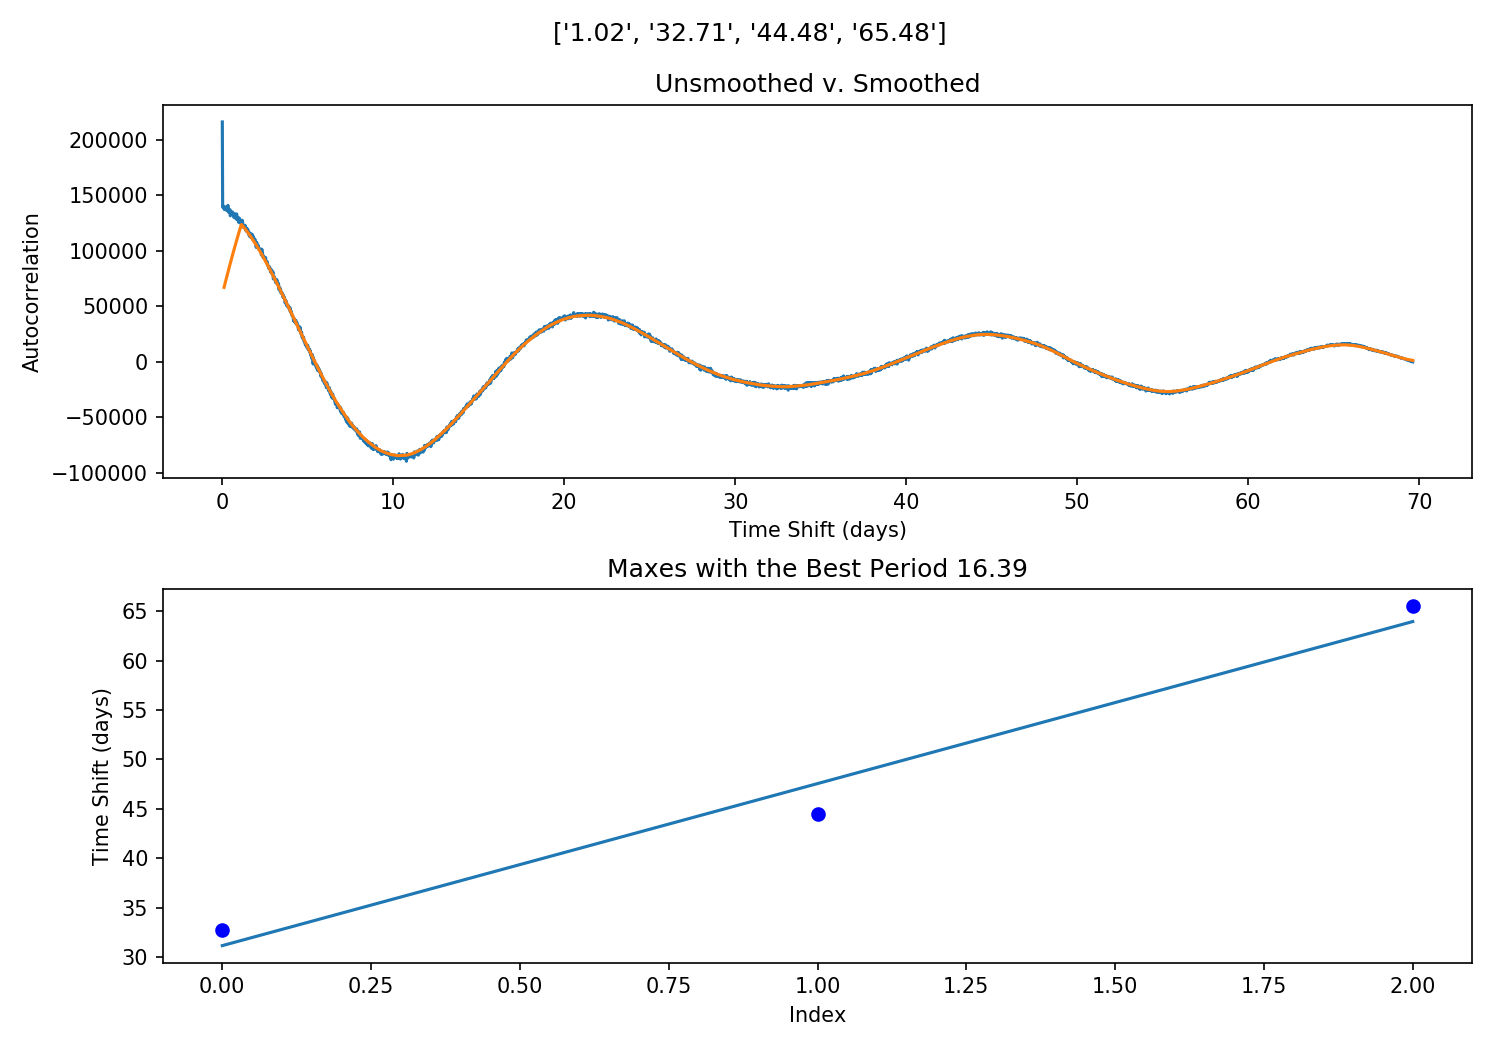 ['1.02', '32.71', '44.48', '65.48']
Unsmoothed v. Smoothed
Autocorrelation
200000
150000
100000
50000
0
−50000
−100000
0 10 20 30 40 50 60 70
Time Shift (days)
Maxes with the Best Period 16.39
Time Shift (days)
65
60
55
50
45
40
35
30
0.00 0.25 0.50 0.75 1.00 1.25 1.50 1.75 2.00
Index